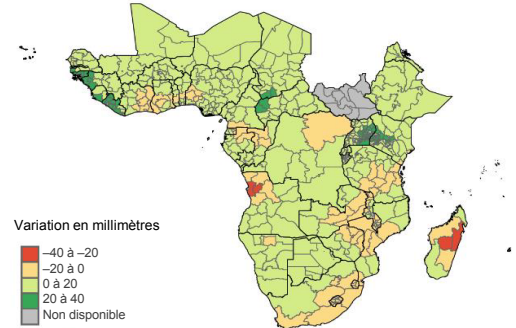 Variation en millimètres
–40 à –20
–20 à 0
0 à 20
20 à 40
Non disponible